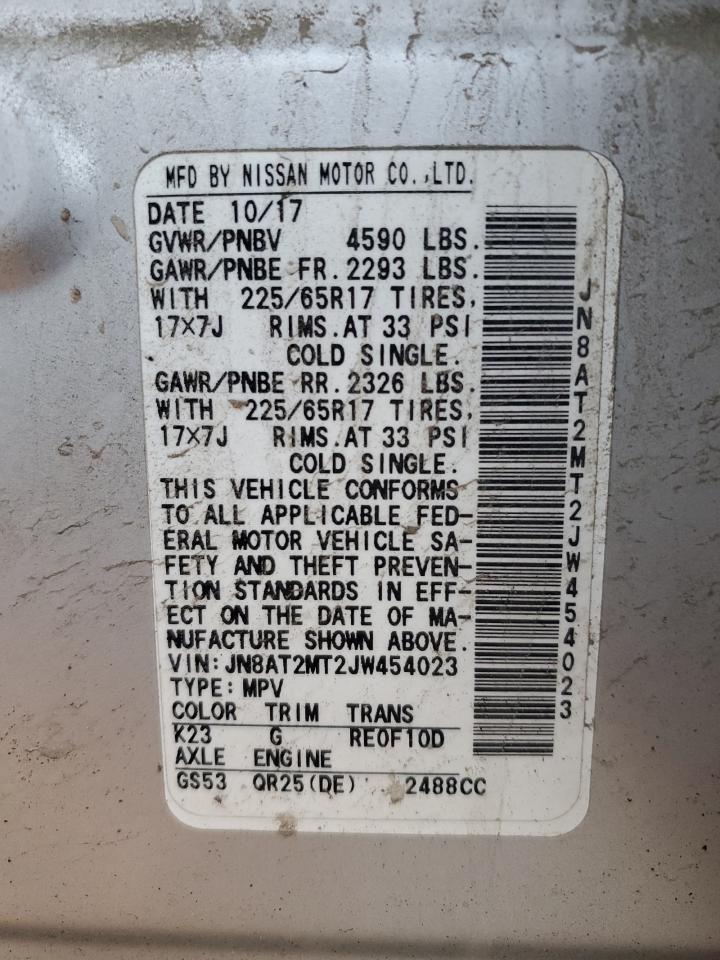 MFD BY NISSAN MOTOR CO.,LTD.
DATE 10/17
GVWR/PNBV 4590 LBS.
GAWR/PNBE FR. 2293 LBS.
WITH 225/65R17 TIRES,
17×7J RIMS.AT 33 PSI
COLD SINGLE.
GAWR/PNBE RR. 2326 LBS.
WITH 225/65R17 TIRES,
17×7J RIMS.AT 33 PSI
COLD SINGLE.
THIS VEHICLE CONFORMS
TO ALL APPLICABLE FED-
ERAL MOTOR VEHICLE SA-
FETY AND THEFT PREVEN-
TION STANDARDS IN EFF-
ECT ON THE DATE OF MA-
NUFACTURE SHOWN ABOVE.
VIN:JN8AT2MT2JW454023
TYPE:MPV
COLOR TRIM TRANS
K23 G RE0F10D
AXLE ENGINE
GS53 QR25(DE) 2488CC
JN8AT2MT2JW454023